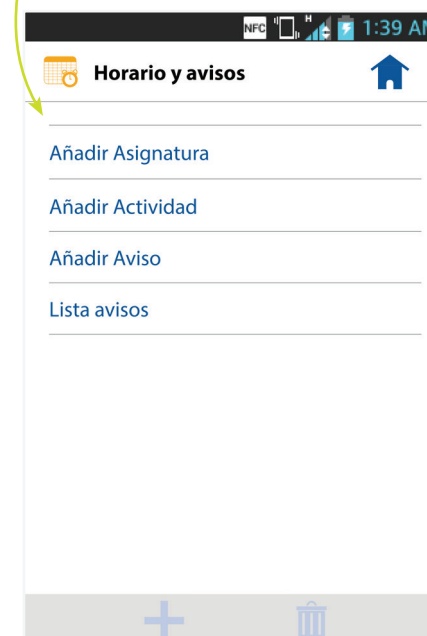 NFC H 1:39 AM
Horario y avisos
Añadir Asignatura
Añadir Actividad
Añadir Aviso
Lista avisos